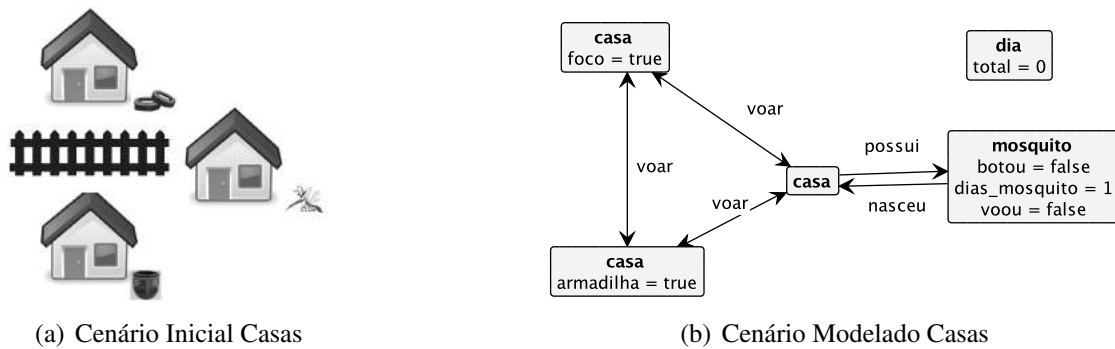 casa
foco = true
dia
total = 0
voar
voar
possui
mosquito
botou = false
dias_mosquito = 1
voou = false
casa
nasceu
voar
casa
armadilha = true
(a) Cenário Inicial Casas
(b) Cenário Modelado Casas